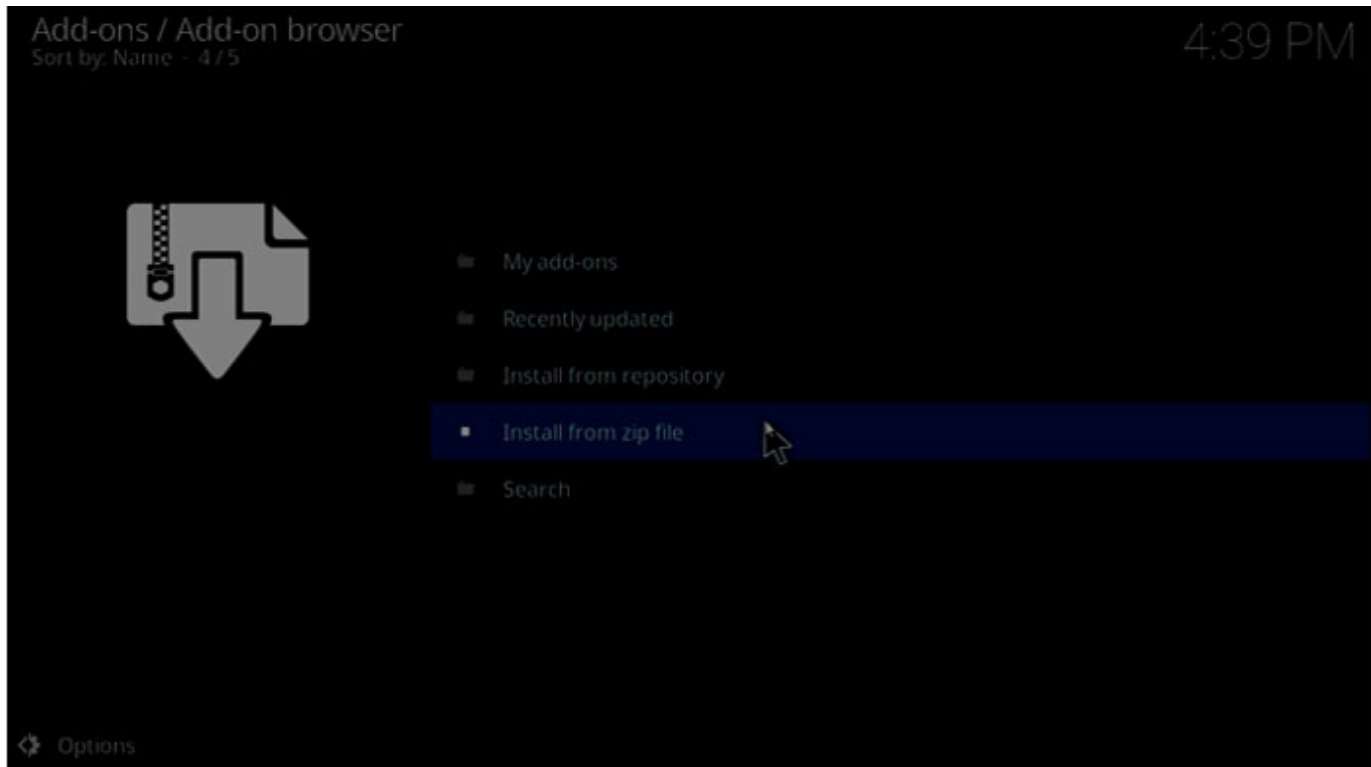 Add-ons / Add-on browser
Sort by: Name - 4 / 5
4:39 PM
My add-ons
Recently updated
Install from repository
Install from zip file
Search
Options